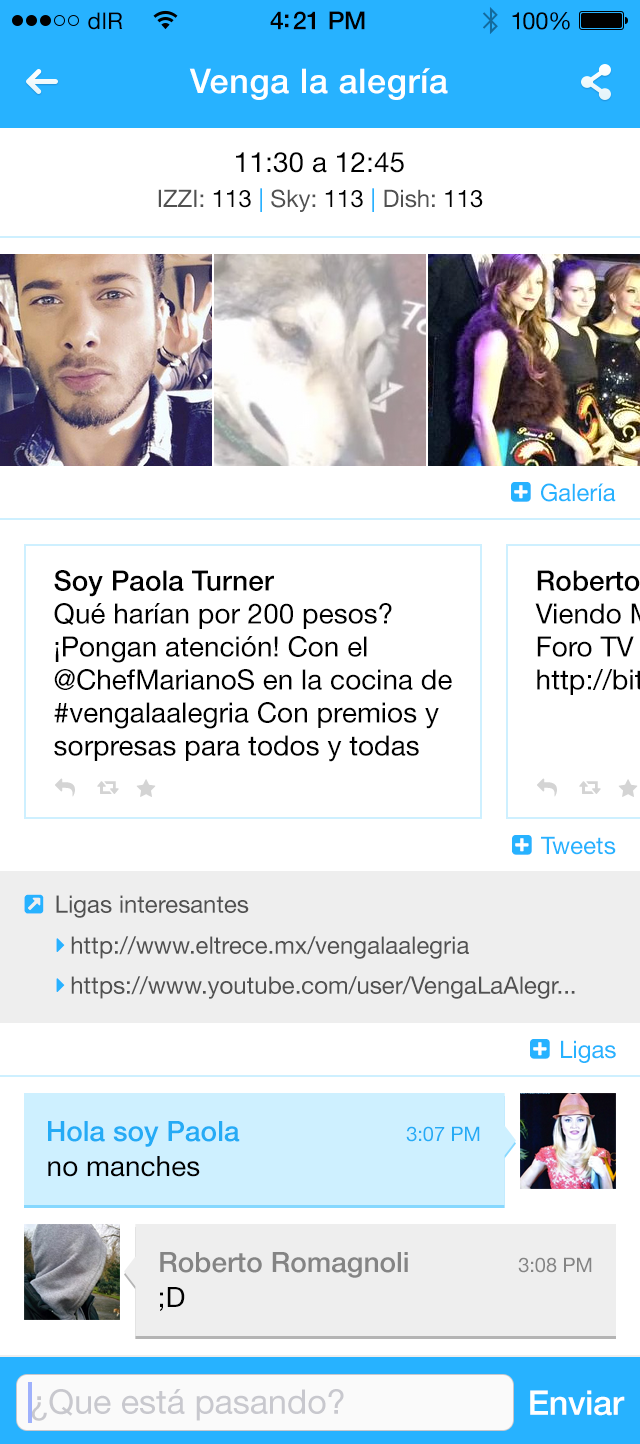 dIR 4:21 PM 100%
Venga la alegría
11:30 a 12:45
IZZI: 113 | Sky: 113 | Dish: 113
Galería
Soy Paola Turner
Qué harían por 200 pesos?
¡Pongan atención! Con el
@ChefMarianoS en la cocina de
#vengalaalegria Con premios y
sorpresas para todos y todas
Roberto
Viendo
Foro TV
http://bit
Tweets
Ligas interesantes
http://www.eltrece.mx/vengalaalegria
https://www.youtube.com/user/VengaLaAlegr...
Ligas
Hola soy Paola 3:07 PM
no manches
Roberto Romagnoli 3:08 PM
;D
¿Que está pasando? Enviar